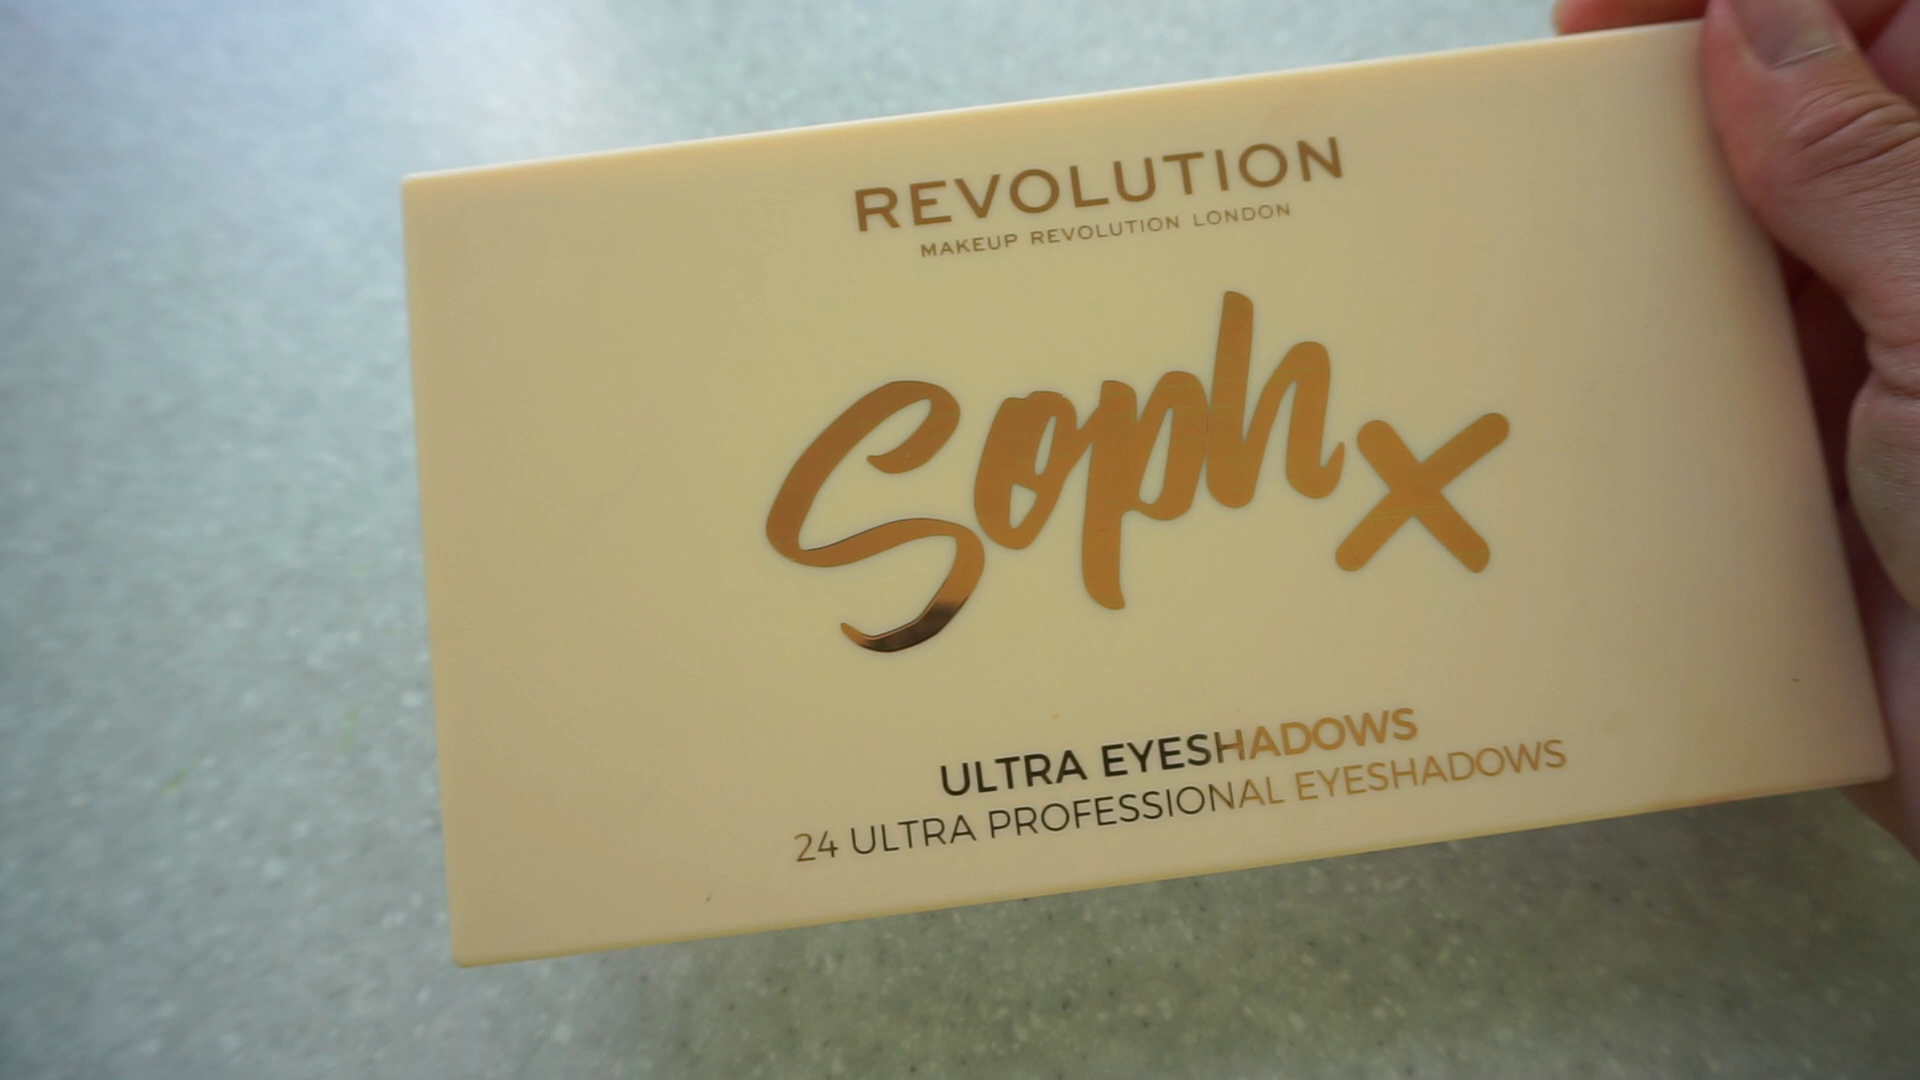 REVOLUTION
MAKEUP REVOLUTION LONDON
Soph x
ULTRA EYESHADOWS
24 ULTRA PROFESSIONAL EYESHADOWS